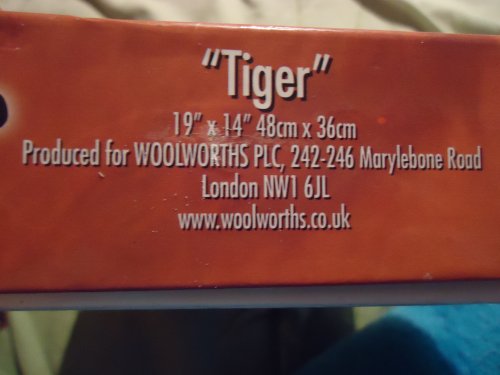 "Tiger"
19" x 14" 48cm x 36cm
Produced for WOOLWORTHS PLC, 242-246 Marylebone Road
London NW1 6JL
www.woolworths.co.uk